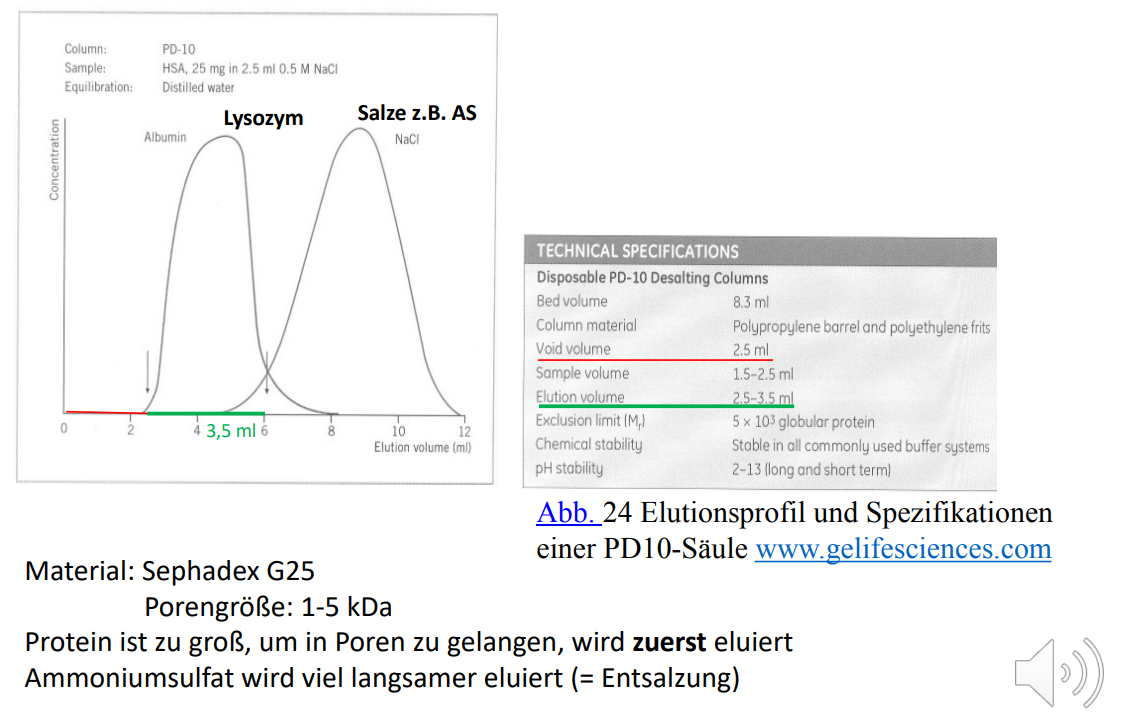 Column: PD-10
Sample: HSA, 25 mg in 2.5 ml 0.5 M NaCl
Equilibration: Distilled water
Lysozym
Salze z.B. AS
Albumin
NaCl
Concentration
0 2 4 3,5 ml 6 8 10 12
Elution volume (ml)
TECHNICAL SPECIFICATIONS
Disposable PD-10 Desalting Columns
Bed volume 8.3 ml
Column material Polypropylene barrel and polyethylene frits
Void volume 2.5 ml
Sample volume 1.5–2.5 ml
Elution volume 2.5–3.5 ml
Exclusion limit (Mr) 5 × 10³ globular protein
Chemical stability Stable in all commonly used buffer systems
pH stability 2–13 (long and short term)
Abb. 24 Elutionsprofil und Spezifikationen
einer PD10-Säule www.gelifesciences.com
Material: Sephadex G25
Porengröße: 1-5 kDa
Protein ist zu groß, um in Poren zu gelangen, wird zuerst eluiert
Ammoniumsulfat wird viel langsamer eluiert (= Entsalzung)